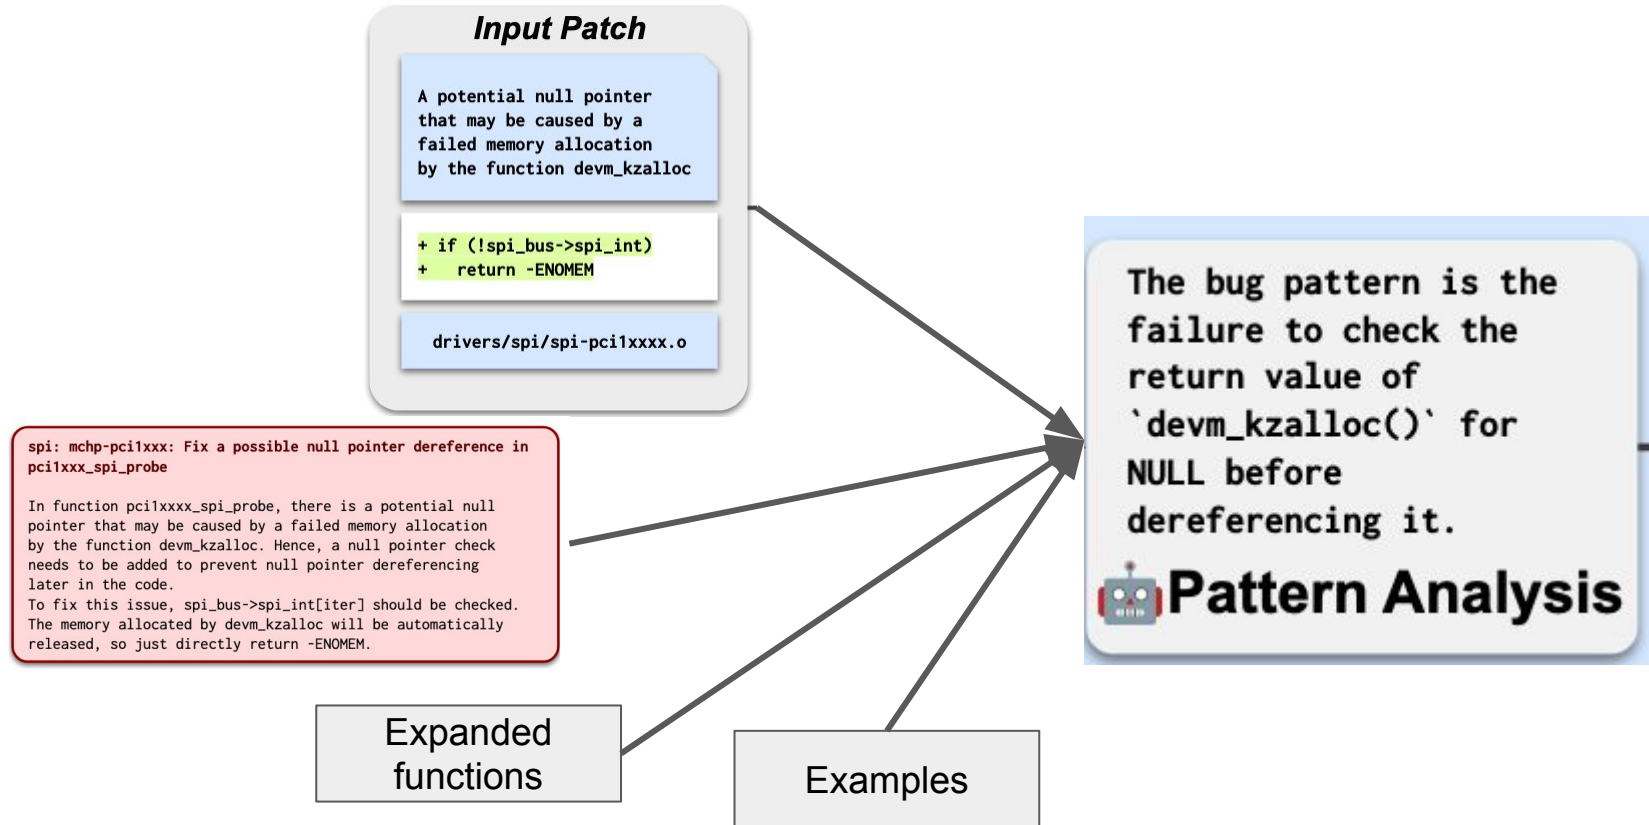 Input Patch
A potential null pointer
that may be caused by a
failed memory allocation
by the function devm_kzalloc
+ if (!spi_bus->spi_int)
+   return -ENOMEM
drivers/spi/spi-pci1xxxx.o
spi: mchp-pci1xxx: Fix a possible null pointer dereference in
pci1xxx_spi_probe
In function pci1xxxx_spi_probe, there is a potential null
pointer that may be caused by a failed memory allocation
by the function devm_kzalloc. Hence, a null pointer check
needs to be added to prevent null pointer dereferencing
later in the code.
To fix this issue, spi_bus->spi_int[iter] should be checked.
The memory allocated by devm_kzalloc will be automatically
released, so just directly return -ENOMEM.
Expanded
functions
Examples
The bug pattern is the
failure to check the
return value of
`devm_kzalloc()` for
NULL before
dereferencing it.
Pattern Analysis